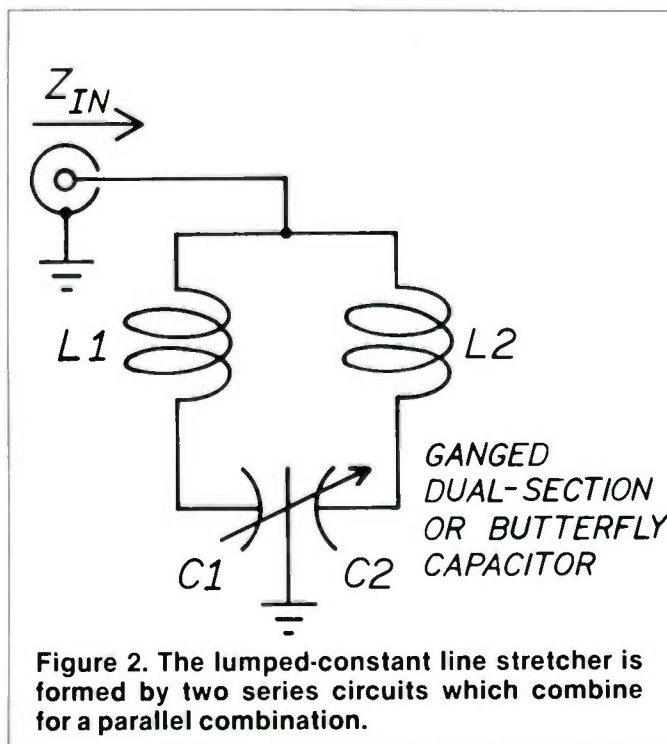 Z_IN
L1
L2
GANGED
DUAL-SECTION
OR BUTTERFLY
CAPACITOR
C1
C2
Figure 2. The lumped-constant line stretcher is
formed by two series circuits which combine
for a parallel combination.